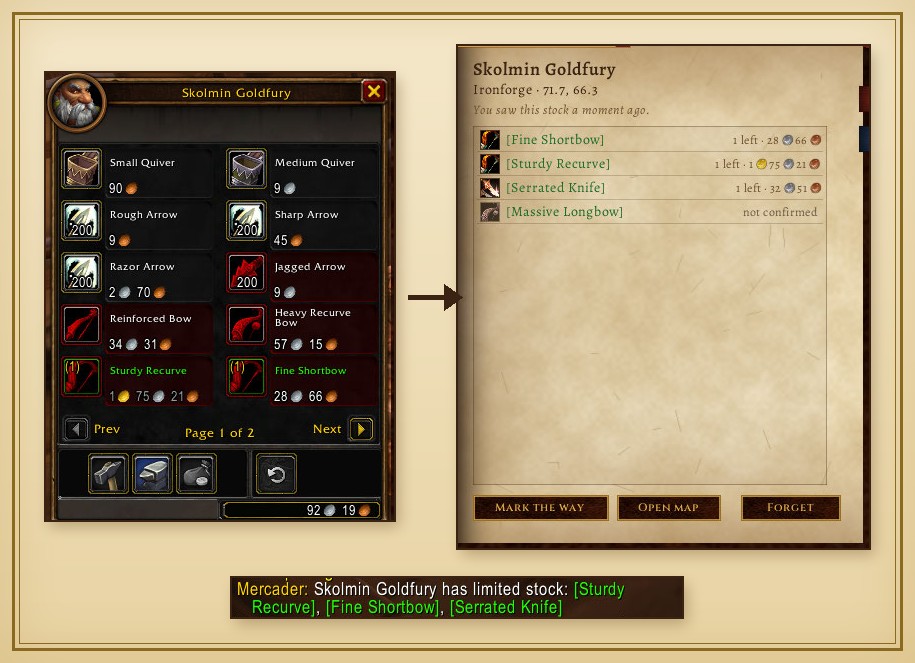 Skolmin Goldfury
Small Quiver
90
Medium Quiver
9
200
Rough Arrow
9
200
Sharp Arrow
45
200
Razor Arrow
2 70
200
Jagged Arrow
9
Reinforced Bow
34 31
Heavy Recurve
Bow
57 15
(1)
Sturdy Recurve
1 75 21
(1)
Fine Shortbow
28 66
Prev
Page 1 of 2
Next
92 19
Skolmin Goldfury
Ironforge · 71.7, 66.3
You saw this stock a moment ago.
[Fine Shortbow] 1 left · 28 66
[Sturdy Recurve] 1 left · 1 75 21
[Serrated Knife] 1 left · 32 51
[Massive Longbow] not confirmed
Mark the way
Open map
Forget
Mercader: Skolmin Goldfury has limited stock: [Sturdy
Recurve], [Fine Shortbow], [Serrated Knife]